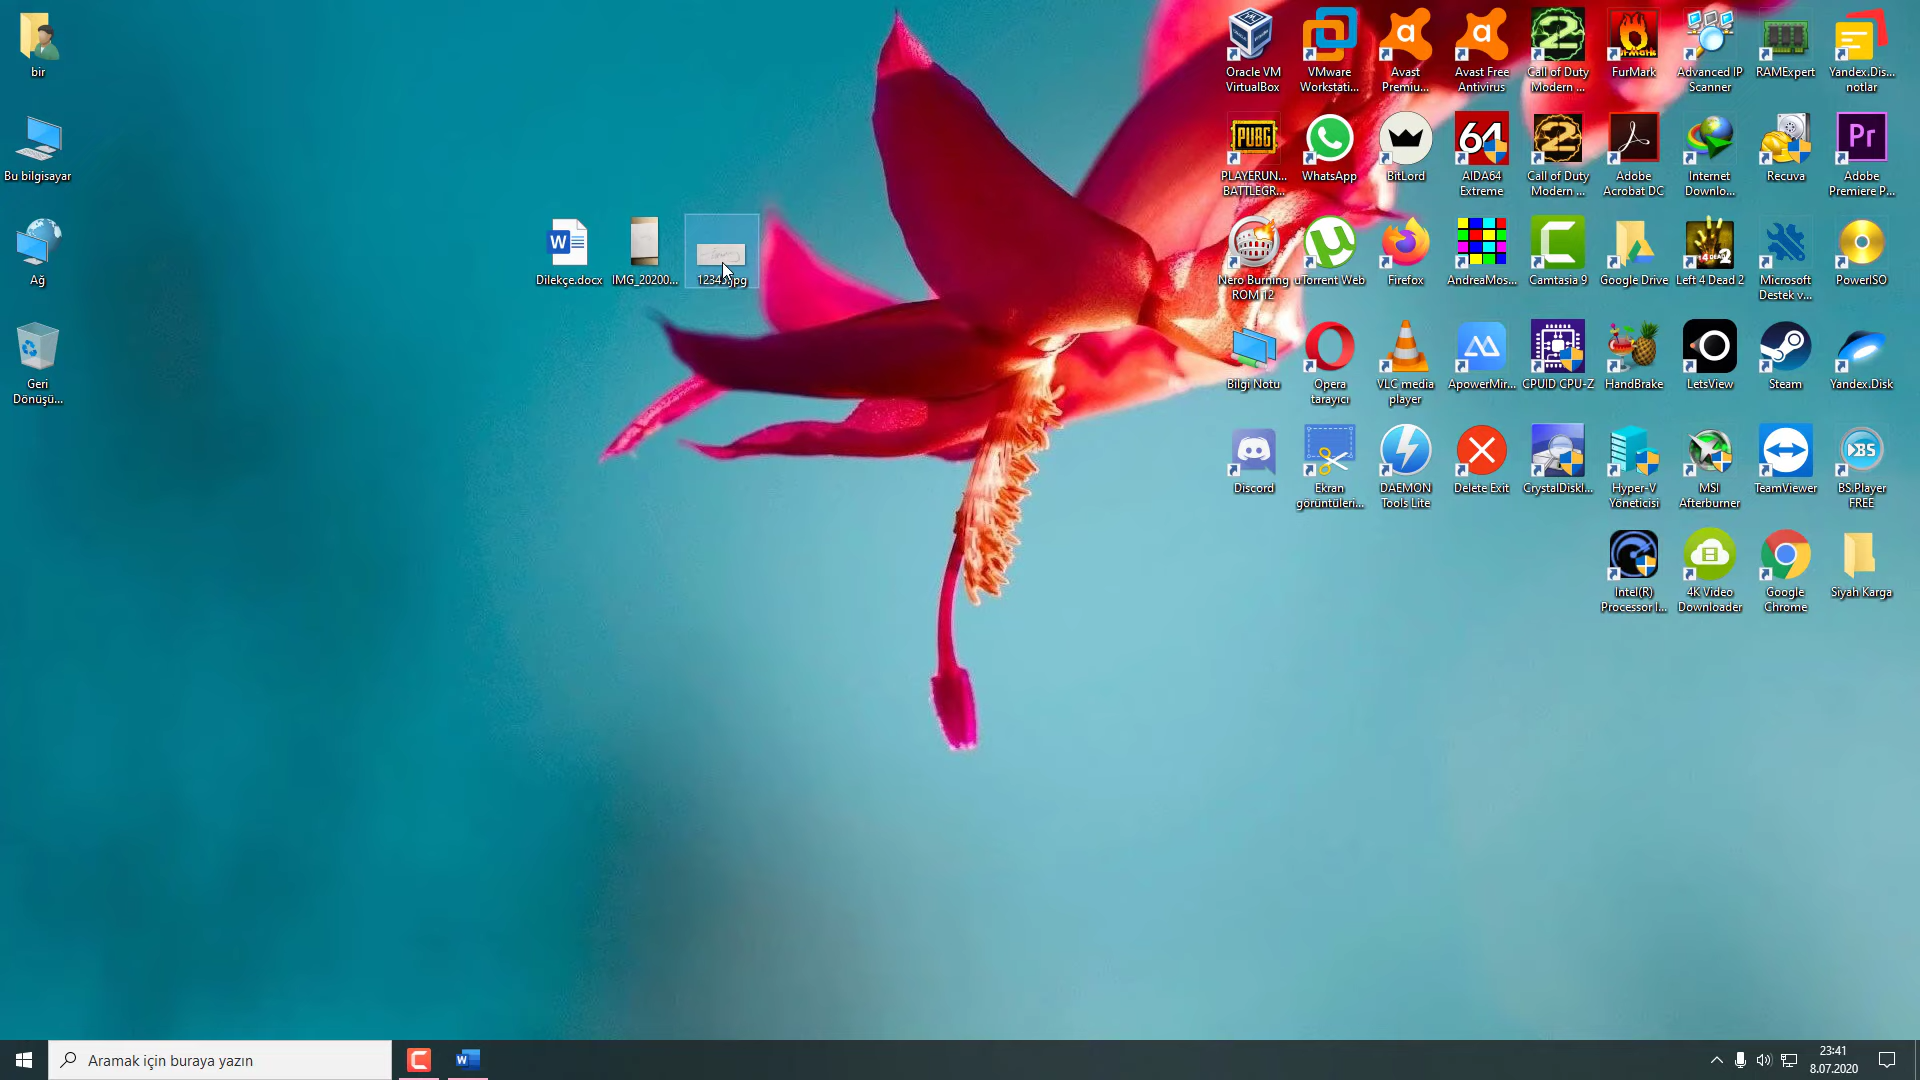 bir
Bu bilgisayar
Ağ
Geri
Dönüşü...
Dilekçe.docx
IMG_20200...
Oracle VM
VirtualBox
VMware
Workstati...
Avast
Premiu...
Avast Free
Antivirus
Call of Duty
Modern ...
FurMark
Advanced IP
Scanner
RAMExpert
Yandex.Dis...
notlar
PUBG
PLAYERUN...
BATTLEGR...
WhatsApp
BitLord
64
AIDA64
Extreme
Call of Duty
Modern ...
Adobe
Acrobat DC
Internet
Downlo...
Recuva
Pr
Adobe
Premiere P...
Nero Burning
ROM 12
uTorrent Web
Firefox
AndreaMos...
Camtasia 9
Google Drive
Left 4 Dead 2
Microsoft
Destek v...
PowerISO
Bilgi Notu
Opera
tarayıcı
VLC media
player
ApowerMir...
CPUID CPU-Z
HandBrake
LetsView
Steam
Yandex.Disk
Discord
Ekran
görüntüleri...
DAEMON
Tools Lite
Delete Exit
CrystalDiskI...
Hyper-V
Yöneticisi
MSI
Afterburner
TeamViewer
BS
BS.Player
FREE
Intel(R)
Processor I...
4K Video
Downloader
Google
Chrome
Siyah Karga
Aramak için buraya yazın
23:41
8.07.2020